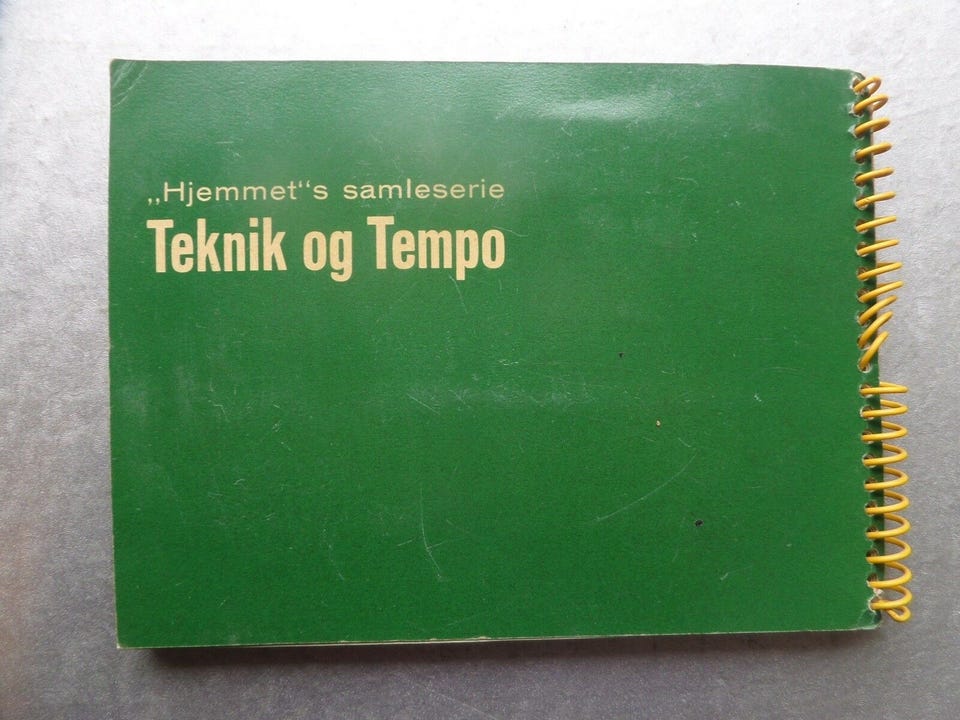 „Hjemmet“s samleserie
Teknik og Tempo